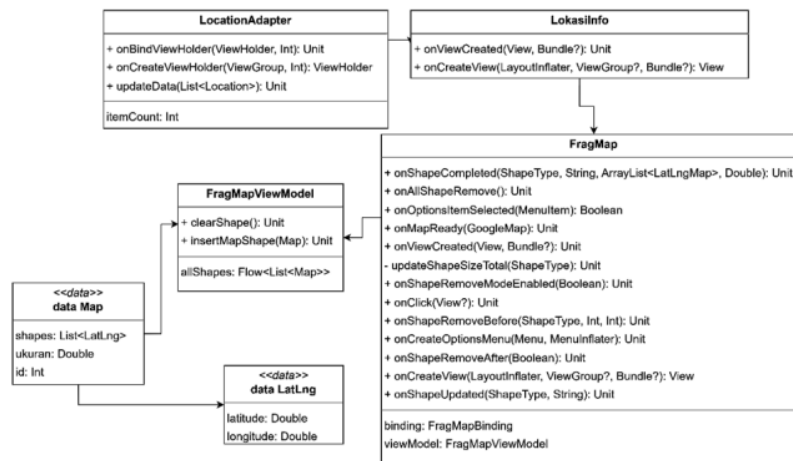 LocationAdapter
+ onBindViewHolder(ViewHolder, Int): Unit
+ onCreateViewHolder(ViewGroup, Int): ViewHolder
+ updateData(List<Location>): Unit
itemCount: Int
LokasiInfo
+ onViewCreated(View, Bundle?): Unit
+ onCreateView(LayoutInflater, ViewGroup?, Bundle?): View
FragMap
+ onShapeCompleted(ShapeType, String, ArrayList<LatLngMap>, Double): Unit
+ onAllShapeRemove(): Unit
+ onOptionsItemSelected(MenuItem): Boolean
+ onMapReady(GoogleMap): Unit
+ onViewCreated(View, Bundle?): Unit
- updateShapeSizeTotal(ShapeType): Unit
+ onShapeRemoveModeEnabled(Boolean): Unit
+ onClick(View?): Unit
+ onShapeRemoveBefore(ShapeType, Int, Int): Unit
+ onCreateOptionsMenu(Menu, MenuInflater): Unit
+ onShapeRemoveAfter(Boolean): Unit
+ onCreateView(LayoutInflater, ViewGroup?, Bundle?): View
+ onShapeUpdated(ShapeType, String): Unit
binding: FragMapBinding
viewModel: FragMapViewModel
FragMapViewModel
+ clearShape(): Unit
+ insertMapShape(Map): Unit
allShapes: Flow<List<Map>>
<<data>>
data Map
shapes: List<LatLng>
ukuran: Double
id: Int
<<data>>
data LatLng
latitude: Double
longitude: Double